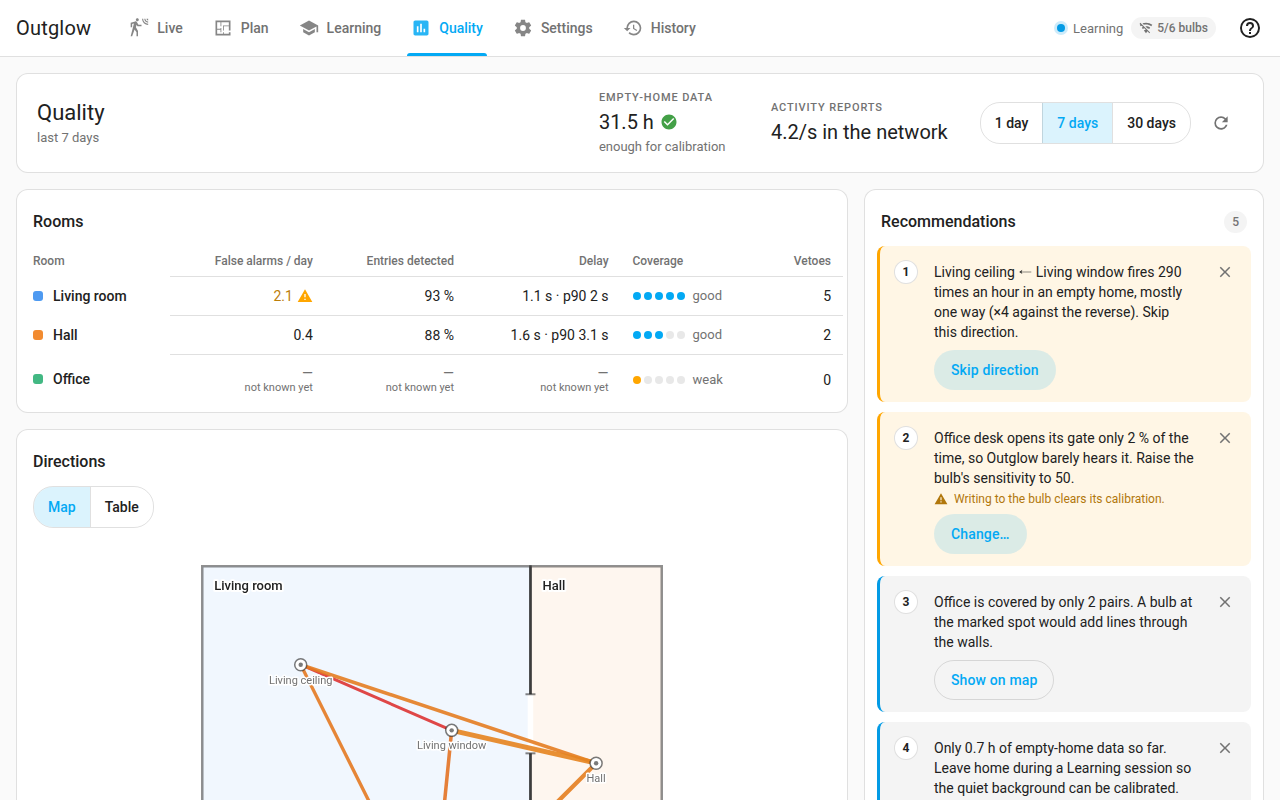 Outglow
Live
Plan
Learning
Quality
Settings
History
Learning
5/6 bulbs
Quality
last 7 days
EMPTY-HOME DATA
31.5 h
enough for calibration
ACTIVITY REPORTS
4.2/s in the network
1 day
7 days
30 days
Rooms
Room
False alarms / day
Entries detected
Delay
Coverage
Vetoes
Living room
2.1
93 %
1.1 s · p90 2 s
good
5
Hall
0.4
88 %
1.6 s · p90 3.1 s
good
2
Office
—
not known yet
—
not known yet
—
not known yet
weak
0
Directions
Map
Table
Living room
Hall
Living ceiling
Living window
Hall
Recommendations
5
1
Living ceiling ← Living window fires 290
times an hour in an empty home, mostly
one way (×4 against the reverse). Skip
this direction.
Skip direction
2
Office desk opens its gate only 2 % of the
time, so Outglow barely hears it. Raise the
bulb's sensitivity to 50.
Writing to the bulb clears its calibration.
Change…
3
Office is covered by only 2 pairs. A bulb at
the marked spot would add lines through
the walls.
Show on map
4
Only 0.7 h of empty-home data so far.
Leave home during a Learning session so
the quiet background can be calibrated.